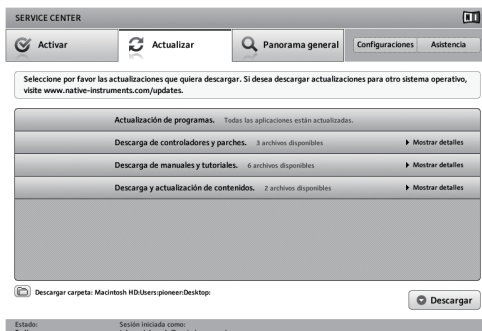 SERVICE CENTER
Activar
Actualizar
Panorama general
Configuraciones
Asistencia
Seleccione por favor las actualizaciones que quiera descargar. Si desea descargar actualizaciones para otro sistema operativo,
visite www.native-instruments.com/updates.
Actualización de programas. Todas las aplicaciones están actualizadas.
Descarga de controladores y parches. 3 archivos disponibles Mostrar detalles
Descarga de manuales y tutoriales. 6 archivos disponibles Mostrar detalles
Descarga y actualización de contenidos. 2 archivos disponibles Mostrar detalles
Descargar carpeta: Macintosh HD:Users:pioneer:Desktop:
Descargar
Estado:
Sesión iniciada como: